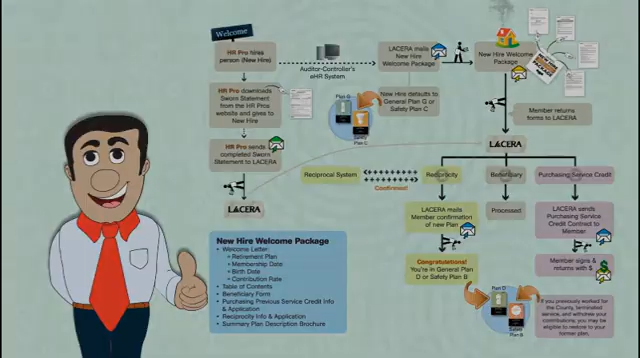 Welcome
HR Pro hires
person (New Hire)
Auditor-Controller's
eHR System
LACERA mails
New Hire
Welcome Package
New Hire Welcome
Package
HR Pro downloads
Sworn Statement
from the HR Pros
website and gives to
New Hire
Plan G
Safety
Plan C
New Hire defaults to
General Plan G or
Safety Plan C
Member returns
forms to LACERA
HR Pro sends
completed Sworn
Statement to LACERA
LACERA
LACERA
Reciprocal System
Confirmed!
Reciprocity
Beneficiary
Purchasing Service Credit
LACERA mails
Member confirmation
of new Plan
Processed
LACERA sends
Purchasing Service
Credit Contract to
Member
Congratulations!
You're in General Plan
D or Safety Plan B
Member signs &
returns with $
Plan D
Safety
Plan B
If you previously worked for
the County, terminated
service, and withdrew your
contributions, you may be
eligible to restore to your
former plan.
New Hire Welcome Package
• Welcome Letter:
• Retirement Plan
• Membership Date
• Birth Date
• Contribution Rate
• Table of Contents
• Beneficiary Form
• Purchasing Previous Service Credit Info
& Application
• Reciprocity Info & Application
• Summary Plan Description Brochure